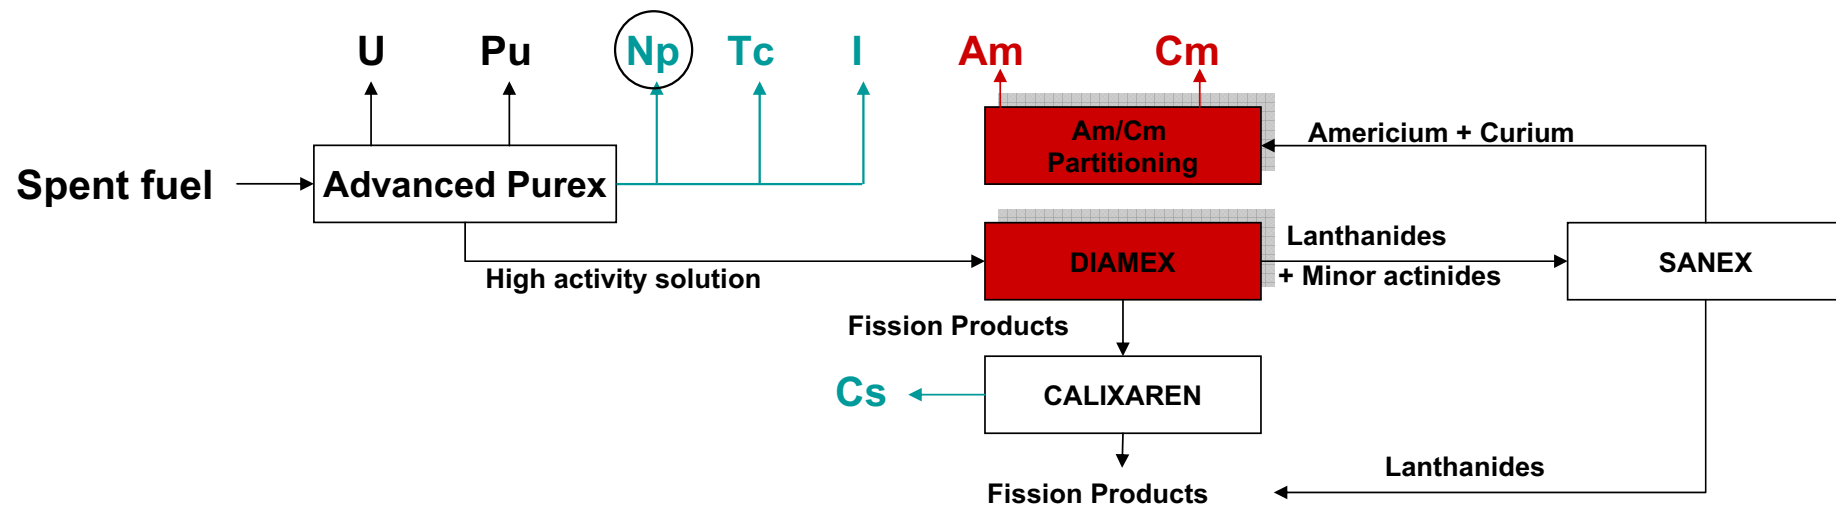 U
Pu
Np
Tc
I
Am
Cm
Am/Cm
Partitioning
Americium + Curium
Spent fuel
Advanced Purex
High activity solution
DIAMEX
Lanthanides
+ Minor actinides
SANEX
Fission Products
Cs
CALIXAREN
Lanthanides
Fission Products